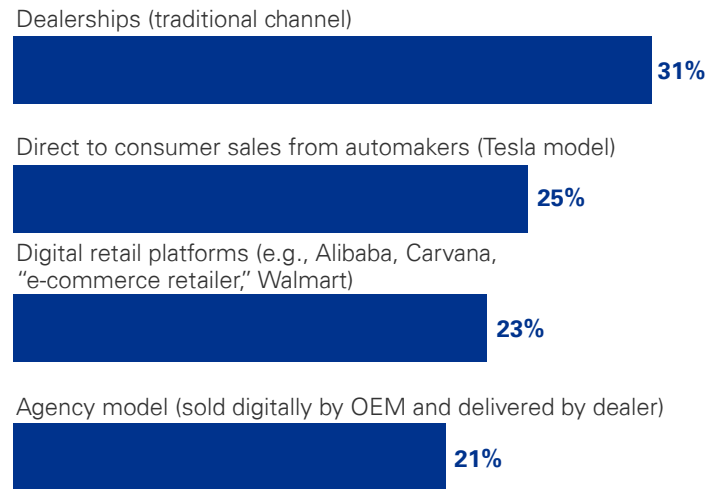 Dealerships (traditional channel)
31%
Direct to consumer sales from automakers (Tesla model)
25%
Digital retail platforms (e.g., Alibaba, Carvana,
“e-commerce retailer,” Walmart)
23%
Agency model (sold digitally by OEM and delivered by dealer)
21%